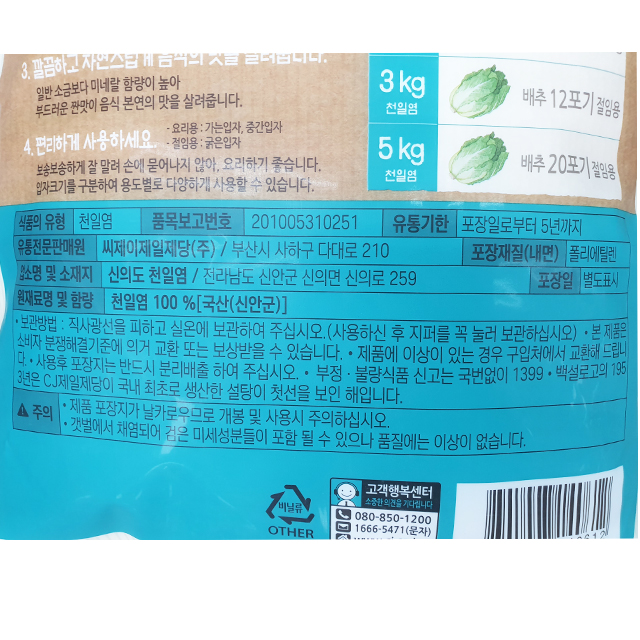 3. 깔끔하고 자연스럽게 음식의 맛을 살려줍니다.
일반 소금보다 미네랄 함량이 높아
부드러운 짠맛이 음식 본연의 맛을 살려줍니다.
4. 편리하게 사용하세요. - 요리용 : 가는입자, 중간입자
- 절임용 : 굵은입자
보송보송하게 잘 말려 손에 묻어나지 않아, 요리하기 좋습니다.
입자크기를 구분하여 용도별로 다양하게 사용할 수 있습니다.
3 kg
천일염
배추 12포기 절임용
5 kg
천일염
배추 20포기 절임용
식품의 유형 천일염 품목보고번호 201005310251 유통기한 포장일로부터 5년까지
유통전문판매원 씨제이제일제당(주) / 부산시 사하구 다대로 210 포장재질(내면) 폴리에틸렌
업소명 및 소재지 신의도 천일염 / 전라남도 신안군 신의면 신의로 259 포장일 별도표시
원재료명 및 함량 천일염 100 %[국산(신안군)]
• 보관방법 : 직사광선을 피하고 실온에 보관하여 주십시오.(사용하신 후 지퍼를 꼭 눌러 보관하십시오) • 본 제품은
소비자 분쟁해결기준에 의거 교환 또는 보상받을 수 있습니다. • 제품에 이상이 있는 경우 구입처에서 교환해 드립니
다. • 사용후 포장지는 반드시 분리배출 하여 주십시오. • 부정·불량식품 신고는 국번없이 1399 • 백설로고의 195
3년은 CJ제일제당이 국내 최초로 생산한 설탕이 첫선을 보인 해입니다.
주의 • 제품 포장지가 날카로우므로 개봉 및 사용시 주의하십시오.
• 갯벌에서 채염되어 검은 미세성분들이 포함 될 수 있으나 품질에는 이상이 없습니다.
비닐류
OTHER
고객행복센터
소중한 의견을 기다립니다
080-850-1200
1666-5471(문자)